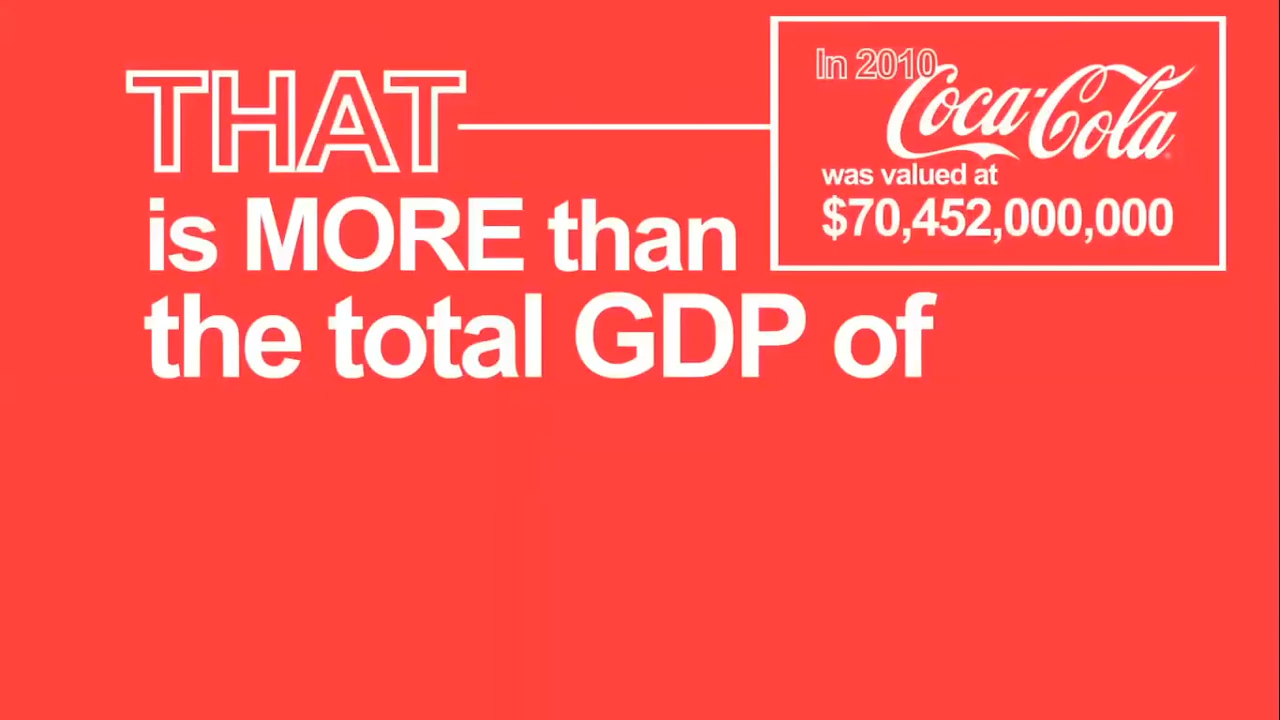 THAT
is MORE than
the total GDP of
In 2010
Coca-Cola
was valued at
$70,452,000,000